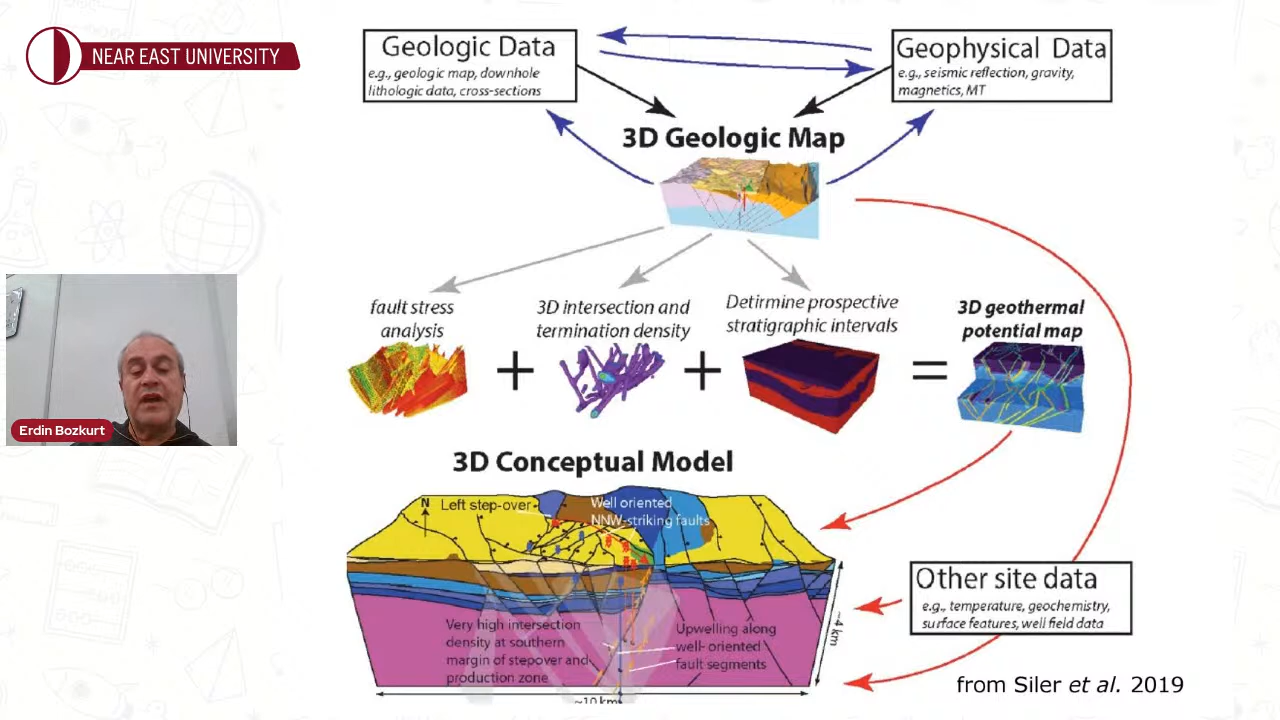 NEAR EAST UNIVERSITY
Geologic Data
e.g., geologic map, downhole
lithologic data, cross-sections
Geophysical Data
e.g., seismic reflection, gravity,
magnetics, MT
3D Geologic Map
fault stress
analysis
3D intersection and
termination density
Detirmine prospective
stratigraphic intervals
3D geothermal
potential map
+
+
=
Erdin Bozkurt
3D Conceptual Model
N
Left step-over
Well oriented
NNW-striking faults
Very high intersection
density at southern
margin of stepover and
production zone
Upwelling along
well-oriented
fault segments
~4 km
~10 km
Other site data
e.g., temperature, geochemistry,
surface features, well field data
from Siler et al. 2019